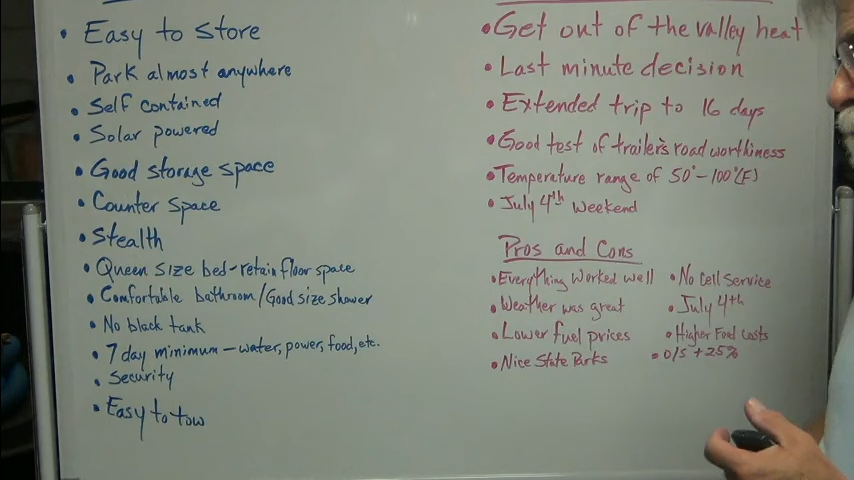 • Easy to store
• Park almost anywhere
• Self contained
• Solar powered
• Good storage space
• Counter Space
• Stealth
• Queen size bed - retain floor space
• Comfortable bathroom / Good size shower
• No black tank
• 7 day minimum - water, power, food, etc.
• Security
• Easy to tow
• Get out of the valley heat
• Last minute decision
• Extended trip to 16 days
• Good test of trailer's road worthiness
• Temperature range of 50° - 100° (F)
• July 4th Weekend
Pros and Cons
• Everything Worked well
• Weather was great
• Lower fuel prices
• Nice State Parks
• No Cell Service
• July 4th
• Higher Food Costs
• O/S +25%